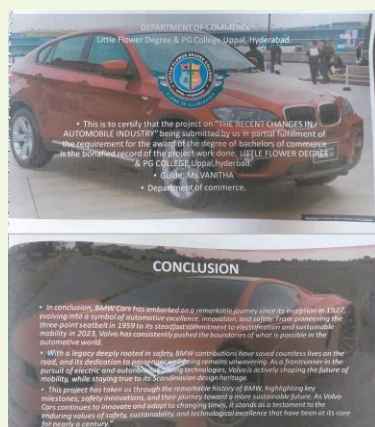 DEPARTMENT OF COMMERCE
Little Flower Degree & PG College Uppal, Hyderabad.
• This is to certify that the project on "THE RECENT CHANGES IN
AUTOMOBILE INDUSTRY" being submitted by us in partial fulfilment of
the requirement for the award of the degree of bachelors of commerce
is the bonafied record of the project work done, LITTLE FLOWER DEGREE
& PG COLLEGE,Uppal,hyderbad.
• Guide: Ms.VANITHA
• Department of commerce.
CONCLUSION
• In conclusion, BMW Cars has embarked on a remarkable journey since its inception in 1927,
evolving into a symbol of automotive excellence, innovation, and safety. From pioneering the
three-point seatbelt in 1959 to its steadfast commitment to electrification and sustainable
mobility in 2023, Volvo has consistently pushed the boundaries of what is possible in the
automotive world.
• With a legacy deeply rooted in safety, BMW contributions have saved countless lives on the
road, and its dedication to passenger well-being remains unwavering. As a frontrunner in the
pursuit of electric and autonomous driving technologies, Volvo is actively shaping the future of
mobility, while staying true to its Scandinavian design heritage.
• This project has taken us through the remarkable history of BMW, highlighting key
milestones, safety innovations, and their journey toward a more sustainable future. As Volvo
Cars continues to innovate and adapt to changing times, it stands as a testament to the
enduring values of safety, sustainability, and technological excellence that have been at its core
for nearly a century."